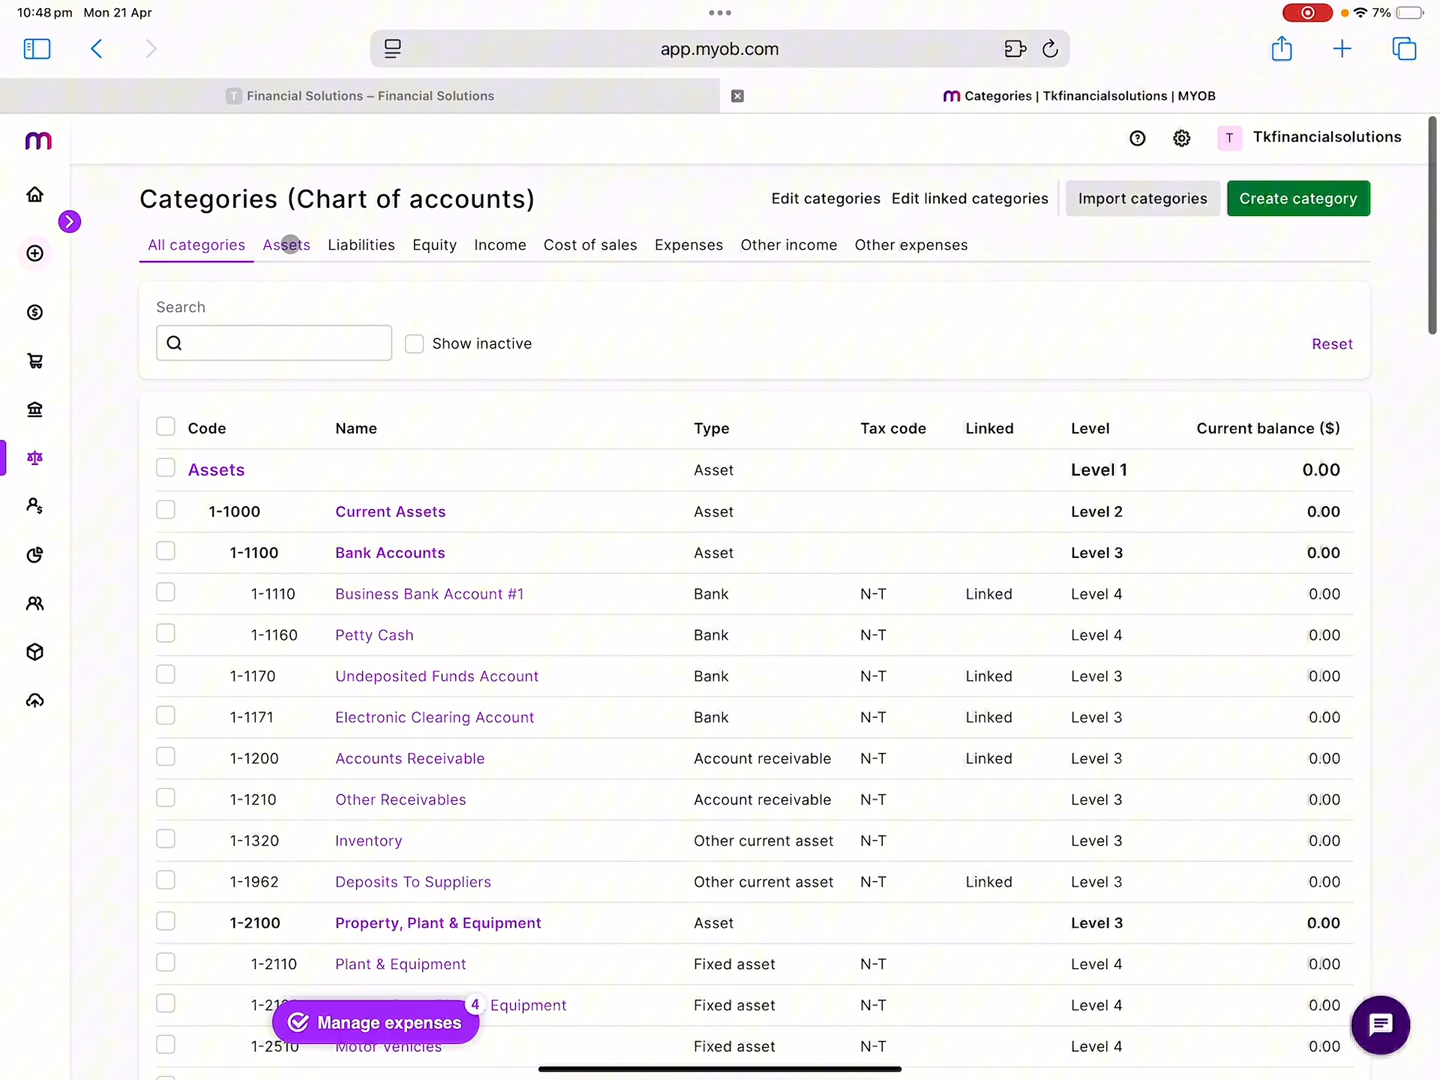 10:48 pm Mon 21 Apr
7%
app.myob.com
T Financial Solutions – Financial Solutions
Categories | Tkfinancialsolutions | MYOB
T Tkfinancialsolutions
Categories (Chart of accounts)
Edit categories Edit linked categories Import categories Create category
All categories Assets Liabilities Equity Income Cost of sales Expenses Other income Other expenses
Search
Show inactive Reset
Code Name Type Tax code Linked Level Current balance ($)
Assets Asset Level 1 0.00
1-1000 Current Assets Asset Level 2 0.00
1-1100 Bank Accounts Asset Level 3 0.00
1-1110 Business Bank Account #1 Bank N-T Linked Level 4 0.00
1-1160 Petty Cash Bank N-T Level 4 0.00
1-1170 Undeposited Funds Account Bank N-T Linked Level 3 0.00
1-1171 Electronic Clearing Account Bank N-T Linked Level 3 0.00
1-1200 Accounts Receivable Account receivable N-T Linked Level 3 0.00
1-1210 Other Receivables Account receivable N-T Level 3 0.00
1-1320 Inventory Other current asset N-T Level 3 0.00
1-1962 Deposits To Suppliers Other current asset N-T Linked Level 3 0.00
1-2100 Property, Plant & Equipment Asset Level 3 0.00
1-2110 Plant & Equipment Fixed asset N-T Level 4 0.00
Equipment Fixed asset N-T Level 4 0.00
4
Manage expenses
1-2510 Motor Vehicles Fixed asset N-T Level 4 0.00